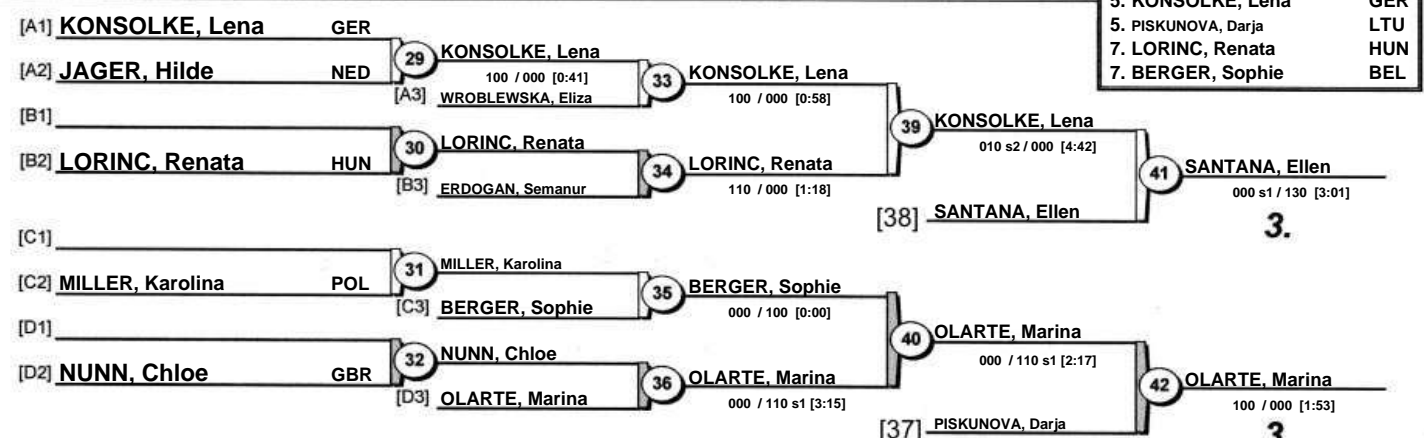 5. KONSOLKE, Lena GER
5. PISKUNOVA, Darja LTU
7. LORINC, Renata HUN
7. BERGER, Sophie BEL
[A1] KONSOLKE, Lena GER
29 KONSOLKE, Lena
[A2] JAGER, Hilde NED
100 / 000 [0:41]
33 KONSOLKE, Lena
[A3] WROBLEWSKA, Eliza
100 / 000 [0:58]
[B1]
39 KONSOLKE, Lena
30 LORINC, Renata
010 s2 / 000 [4:42]
[B2] LORINC, Renata HUN
34 LORINC, Renata
41 SANTANA, Ellen
[B3] ERDOGAN, Semanur
110 / 000 [1:18]
000 s1 / 130 [3:01]
[38] SANTANA, Ellen
3.
[C1]
31 MILLER, Karolina
[C2] MILLER, Karolina POL
35 BERGER, Sophie
[C3] BERGER, Sophie
000 / 100 [0:00]
[D1]
40 OLARTE, Marina
32 NUNN, Chloe
000 / 110 s1 [2:17]
[D2] NUNN, Chloe GBR
36 OLARTE, Marina
42 OLARTE, Marina
[D3] OLARTE, Marina
000 / 110 s1 [3:15]
100 / 000 [1:53]
[37] PISKUNOVA, Darja
3.